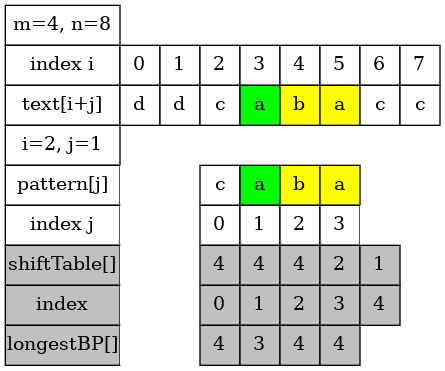 m=4, n=8
index i 0 1 2 3 4 5 6 7
text[i+j] d d c a b a c c
i=2, j=1
pattern[j] c a b a
index j 0 1 2 3
shiftTable[] 4 4 4 2 1
index 0 1 2 3 4
longestBP[] 4 3 4 4